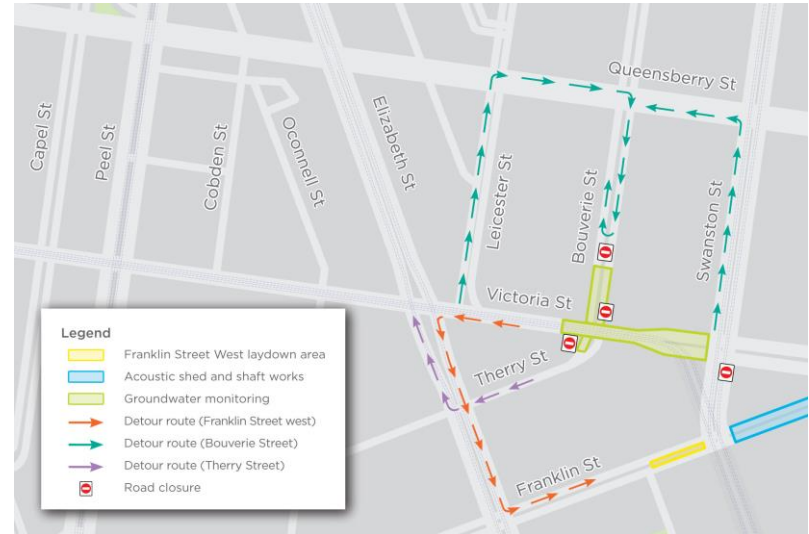 Queensberry St
Capel St
Peel St
Cobden St
Oconnell St
Elizabeth St
Leicester St
Bouverie St
Swanston St
Victoria St
Therry St
Franklin St
Legend
Franklin Street West laydown area
Acoustic shed and shaft works
Groundwater monitoring
Detour route (Franklin Street west)
Detour route (Bouverie Street)
Detour route (Therry Street)
Road closure